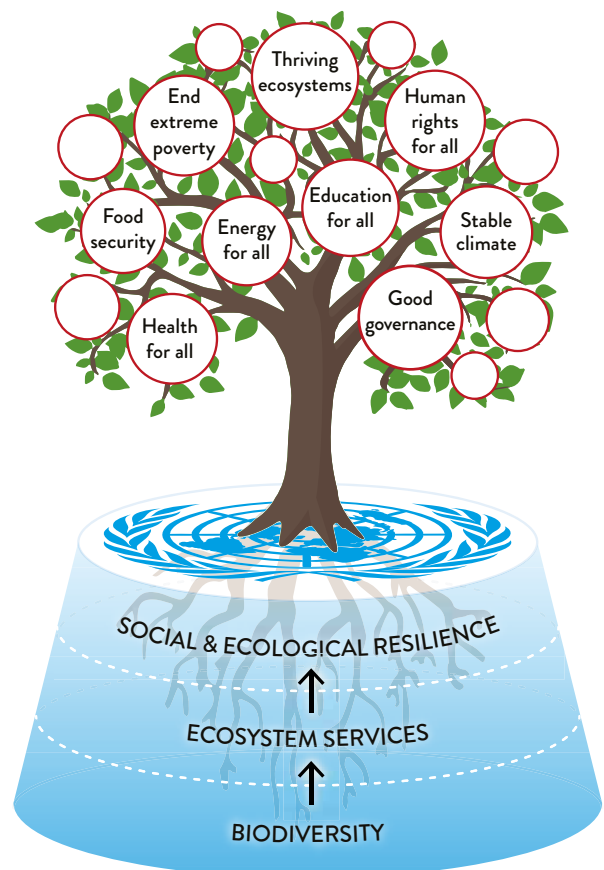 Thriving
ecosystems
End
extreme
poverty
Human
rights
for all
Education
for all
Food
security
Energy
for all
Stable
climate
Good
governance
Health
for all
SOCIAL & ECOLOGICAL RESILIENCE
ECOSYSTEM SERVICES
BIODIVERSITY